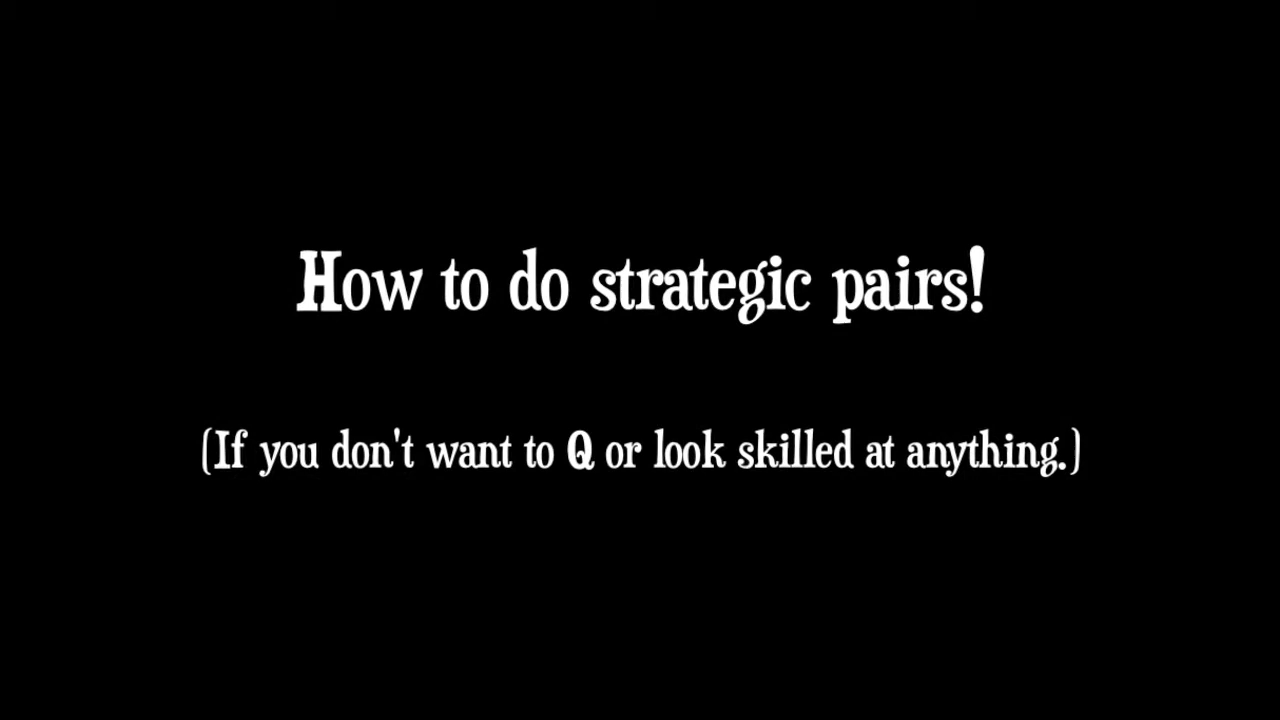 How to do strategic pairs!
(If you don't want to Q or look skilled at anything.)